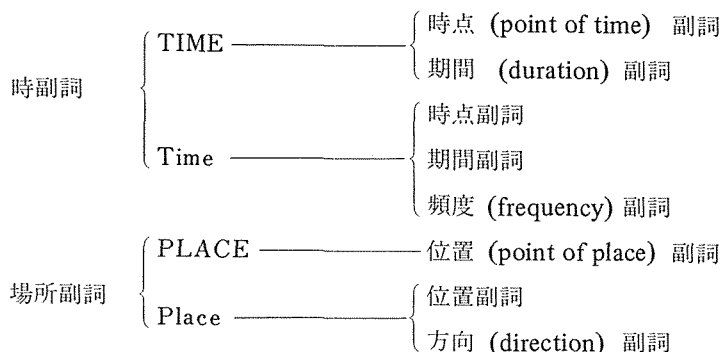 時副詞
TIME 時点 (point of time) 副詞
期間 (duration) 副詞
Time 時点副詞
期間副詞
頻度 (frequency) 副詞
場所副詞
PLACE 位置 (point of place) 副詞
Place 位置副詞
方向 (direction) 副詞